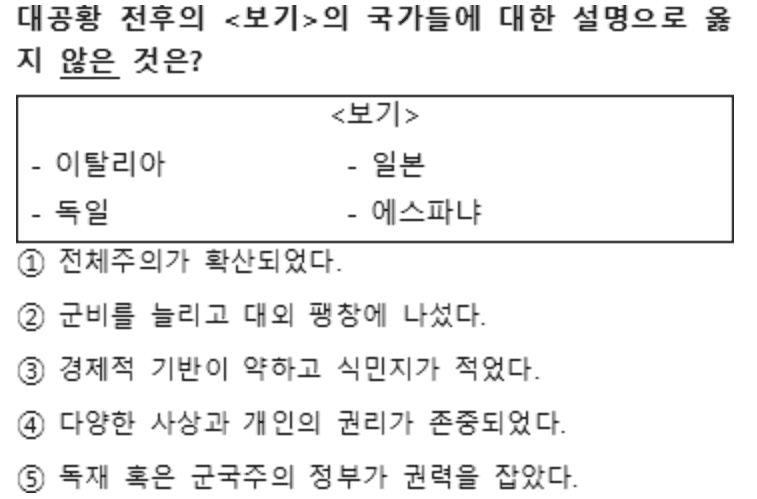 대공황 전후의 <보기>의 국가들에 대한 설명으로 옳
지 않은 것은?
<보기>
- 이탈리아 - 일본
- 독일 - 에스파냐
① 전체주의가 확산되었다.
② 군비를 늘리고 대외 팽창에 나섰다.
③ 경제적 기반이 약하고 식민지가 적었다.
④ 다양한 사상과 개인의 권리가 존중되었다.
⑤ 독재 혹은 군국주의 정부가 권력을 잡았다.